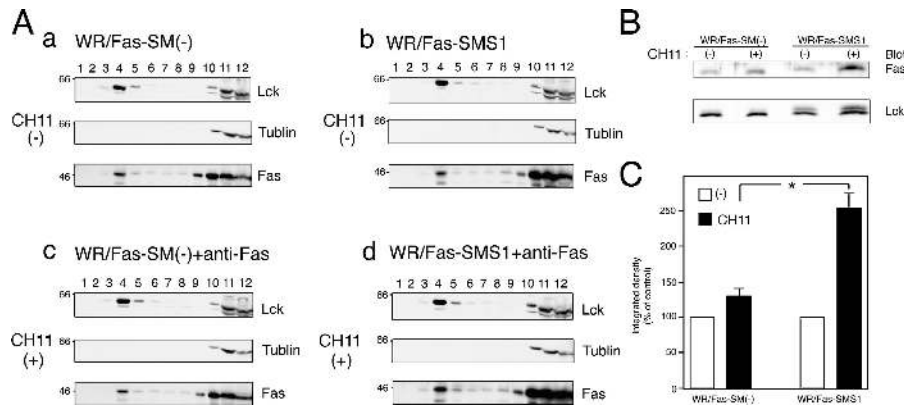 A
a WR/Fas-SM(-)
1 2 3 4 5 6 7 8 9 10 11 12
66
Lck
CH11
(-)
66
Tublin
46
Fas
b WR/Fas-SMS1
1 2 3 4 5 6 7 8 9 10 11 12
66
Lck
CH11
(-)
66
Tublin
46
Fas
c WR/Fas-SM(-)+anti-Fas
1 2 3 4 5 6 7 8 9 10 11 12
66
Lck
CH11
(+)
66
Tublin
46
Fas
d WR/Fas-SMS1+anti-Fas
1 2 3 4 5 6 7 8 9 10 11 12
66
Lck
CH11
(+)
66
Tublin
46
Fas
B
WR/Fas-SM(-) WR/Fas-SMS1
CH11 : (-) (+) (-) (+) Blot
Fas
Lck
C
(-)
CH11
*
Integrated density
(% of control)
250
200
150
100
100
50
0
WR/Fas-SM(-) WR/Fas-SMS1